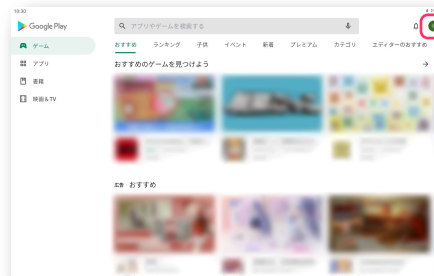 10:30
Google Play
アプリやゲームを検索する
ゲーム
アプリ
書籍
映画&TV
おすすめ ランキング 子供 イベント 新着 プレミアム カテゴリ エディターのおすすめ
おすすめのゲームを見つけよう
広告・おすすめ